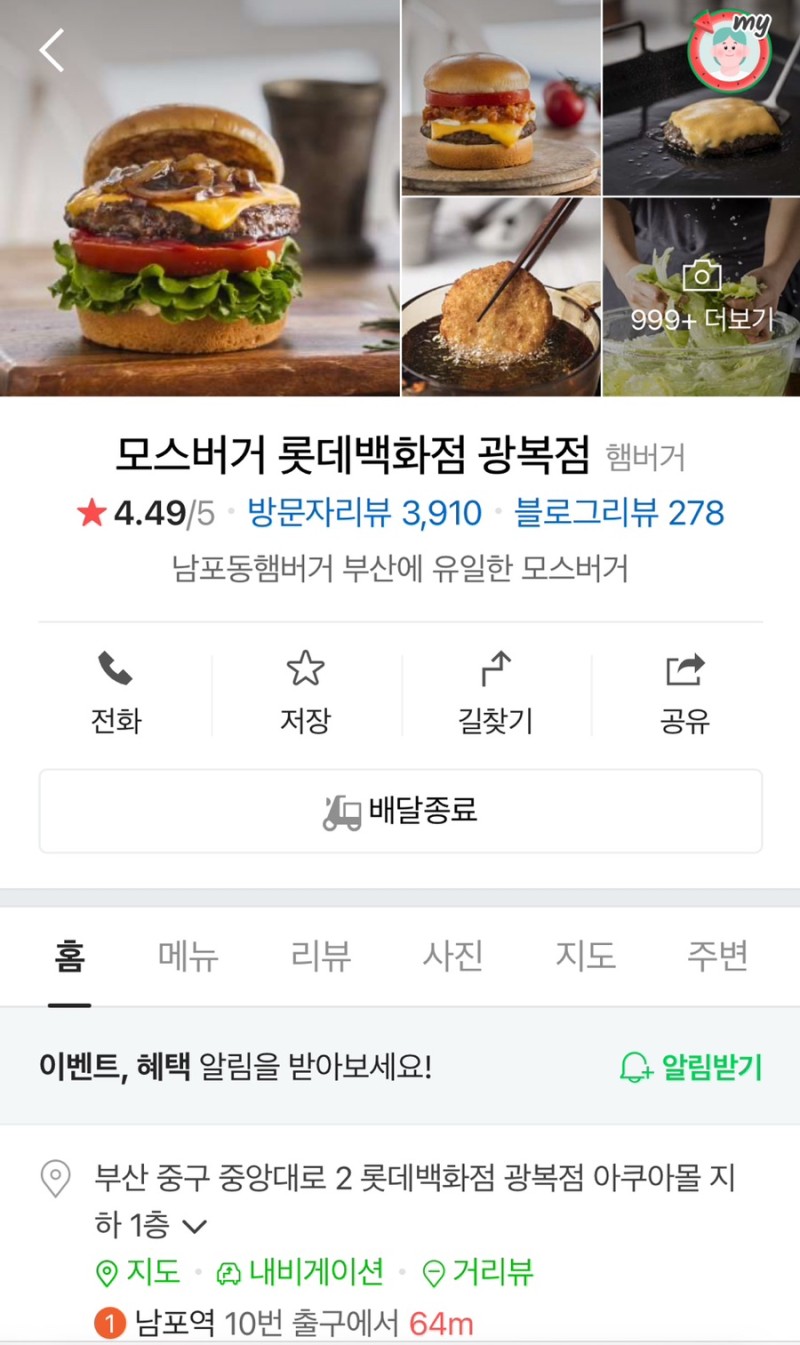 my
999+ 더보기
모스버거 롯데백화점 광복점 햄버거
4.49/5 · 방문자리뷰 3,910 · 블로그리뷰 278
남포동햄버거 부산에 유일한 모스버거
전화 저장 길찾기 공유
배달종료
홈 메뉴 리뷰 사진 지도 주변
이벤트, 혜택 알림을 받아보세요! 알림받기
부산 중구 중앙대로 2 롯데백화점 광복점 아쿠아몰 지
하 1층
지도 · 내비게이션 · 거리뷰
1 남포역 10번 출구에서 64m